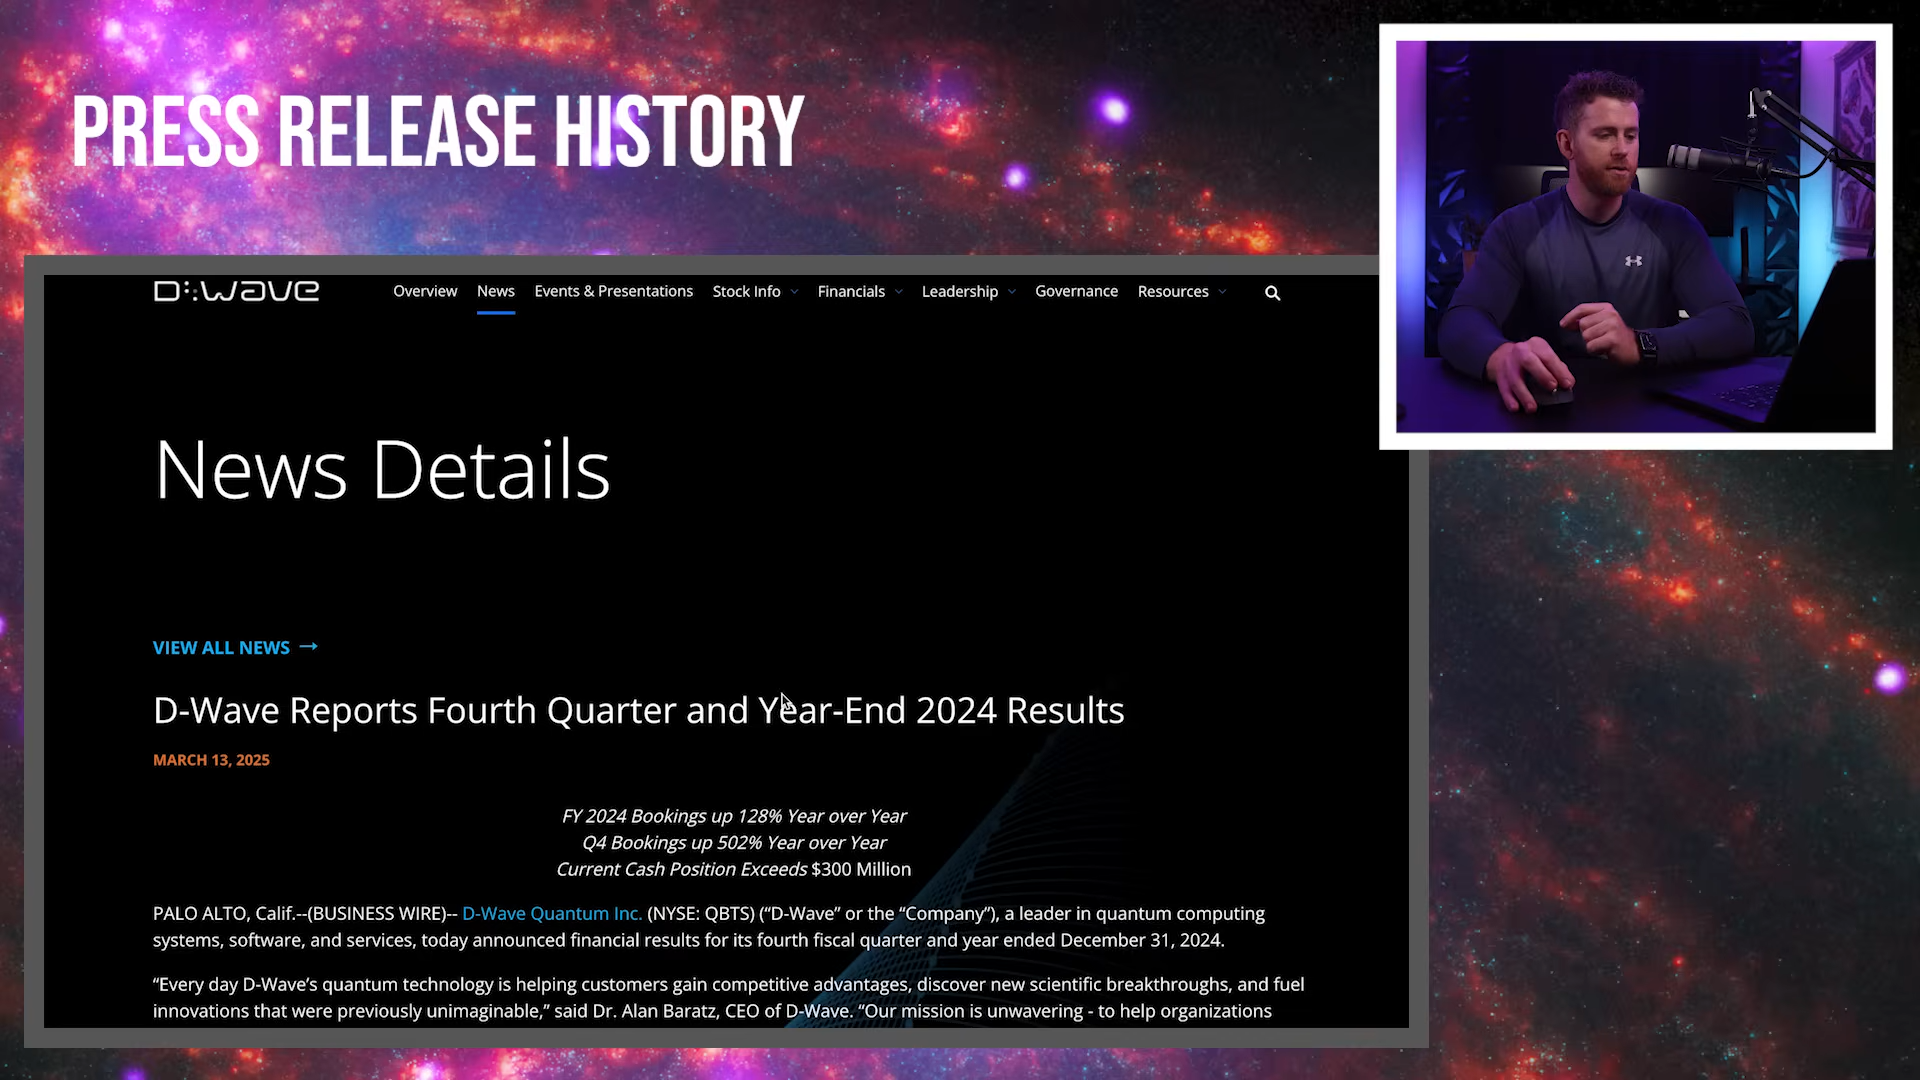 PRESS RELEASE HISTORY
D:WAVE
Overview News Events & Presentations Stock Info Financials Leadership Governance Resources
News Details
VIEW ALL NEWS →
D-Wave Reports Fourth Quarter and Year-End 2024 Results
MARCH 13, 2025
FY 2024 Bookings up 128% Year over Year
Q4 Bookings up 502% Year over Year
Current Cash Position Exceeds $300 Million
PALO ALTO, Calif.--(BUSINESS WIRE)-- D-Wave Quantum Inc. (NYSE: QBTS) (“D-Wave” or the “Company”), a leader in quantum computing
systems, software, and services, today announced financial results for its fourth fiscal quarter and year ended December 31, 2024.
“Every day D-Wave’s quantum technology is helping customers gain competitive advantages, discover new scientific breakthroughs, and fuel
innovations that were previously unimaginable,” said Dr. Alan Baratz, CEO of D-Wave. “Our mission is unwavering - to help organizations